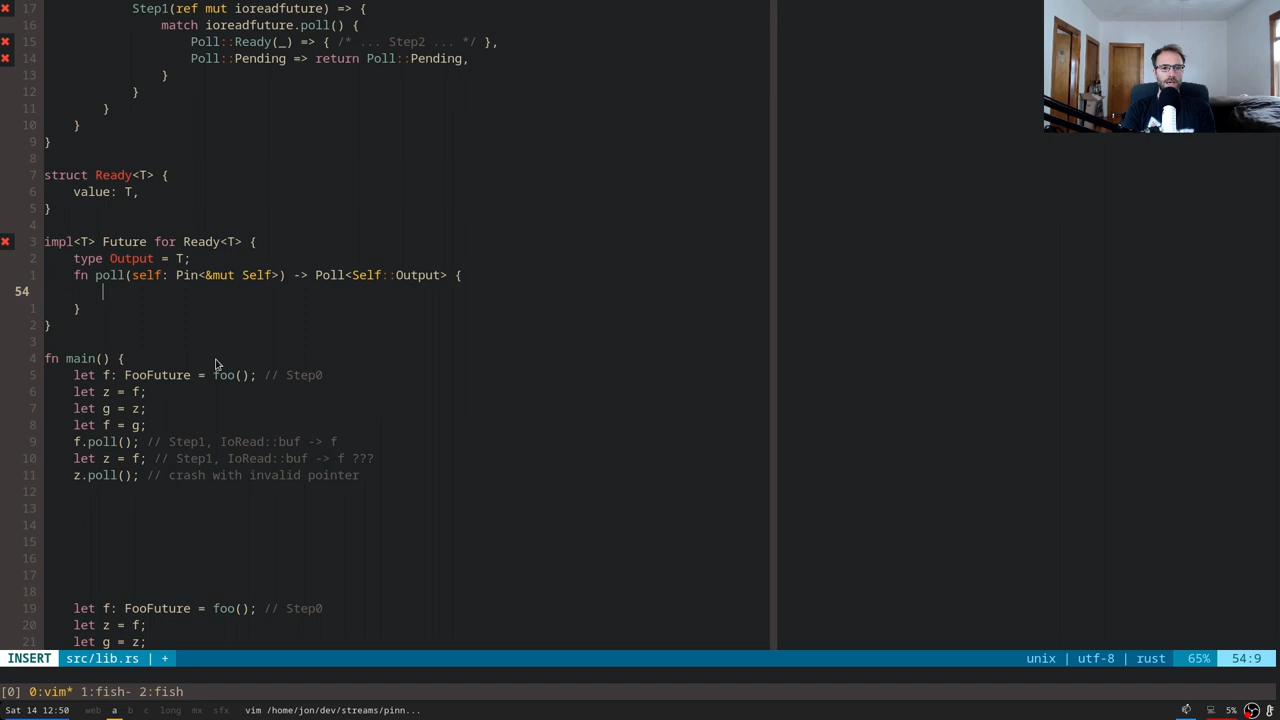 17 Step1(ref mut ioreadfuture) => {
16 match ioreadfuture.poll() {
15 Poll::Ready(_) => { /* ... Step2 ... */ },
14 Poll::Pending => return Poll::Pending,
13 }
12 }
11 }
10 }
9 }
8
7 struct Ready<T> {
6 value: T,
5 }
4
3 impl<T> Future for Ready<T> {
2 type Output = T;
1 fn poll(self: Pin<&mut Self>) -> Poll<Self::Output> {
54
1 }
2 }
3
4 fn main() {
5 let f: FooFuture = foo(); // Step0
6 let z = f;
7 let g = z;
8 let f = g;
9 f.poll(); // Step1, IoRead::buf -> f
10 let z = f; // Step1, IoRead::buf -> f ???
11 z.poll(); // crash with invalid pointer
12
13
14
15
16
17
18
19 let f: FooFuture = foo(); // Step0
20 let z = f;
21 let g = z;
INSERT src/lib.rs | + unix | utf-8 | rust 65% 54:9
[0] 0:vim* 1:fish- 2:fish
Sat 14 12:50 web a b c long mx sfx vim /home/jon/dev/streams/pinn... 5%